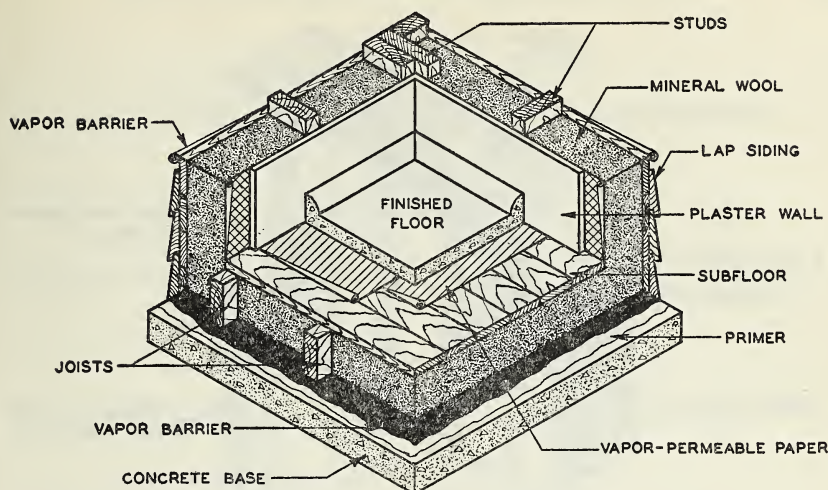 STUDS
MINERAL WOOL
VAPOR BARRIER
LAP SIDING
FINISHED
FLOOR
PLASTER WALL
SUBFLOOR
PRIMER
JOISTS
VAPOR BARRIER
VAPOR-PERMEABLE PAPER
CONCRETE BASE